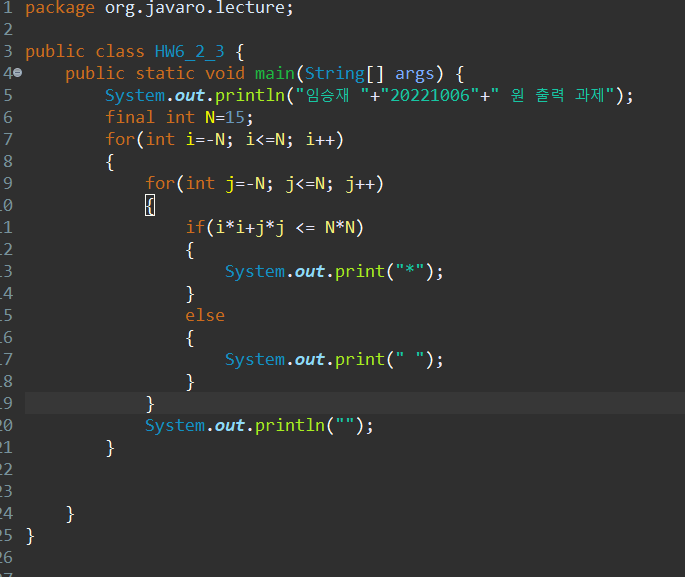 1 package org.javaro.lecture;
2
3 public class HW6_2_3 {
4 public static void main(String[] args) {
5 System.out.println("임승재 "+"20221006"+" 원 출력 과제");
6 final int N=15;
7 for(int i=-N; i<=N; i++)
8 {
9 for(int j=-N; j<=N; j++)
10 {
11 if(i*i+j*j <= N*N)
12 {
13 System.out.print("*");
14 }
15 else
16 {
17 System.out.print(" ");
18 }
19 }
20 System.out.println("");
21 }
22
23
24 }
25 }
26
27